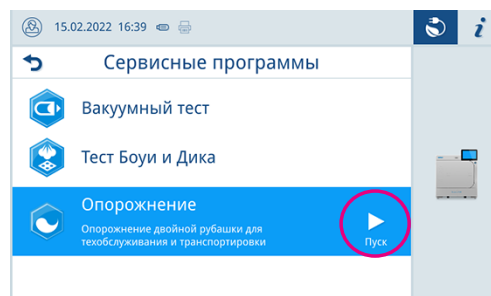 15.02.2022 16:39
i
Сервисные программы
Вакуумный тест
Тест Боуи и Дика
Опорожнение
Опорожнение двойной рубашки для
техобслуживания и транспортировки
Пуск